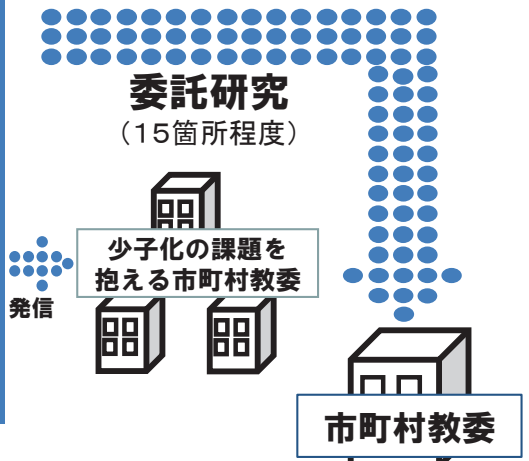 委託研究
（15箇所程度）
少子化の課題を
抱える市町村教委
発信
市町村教委